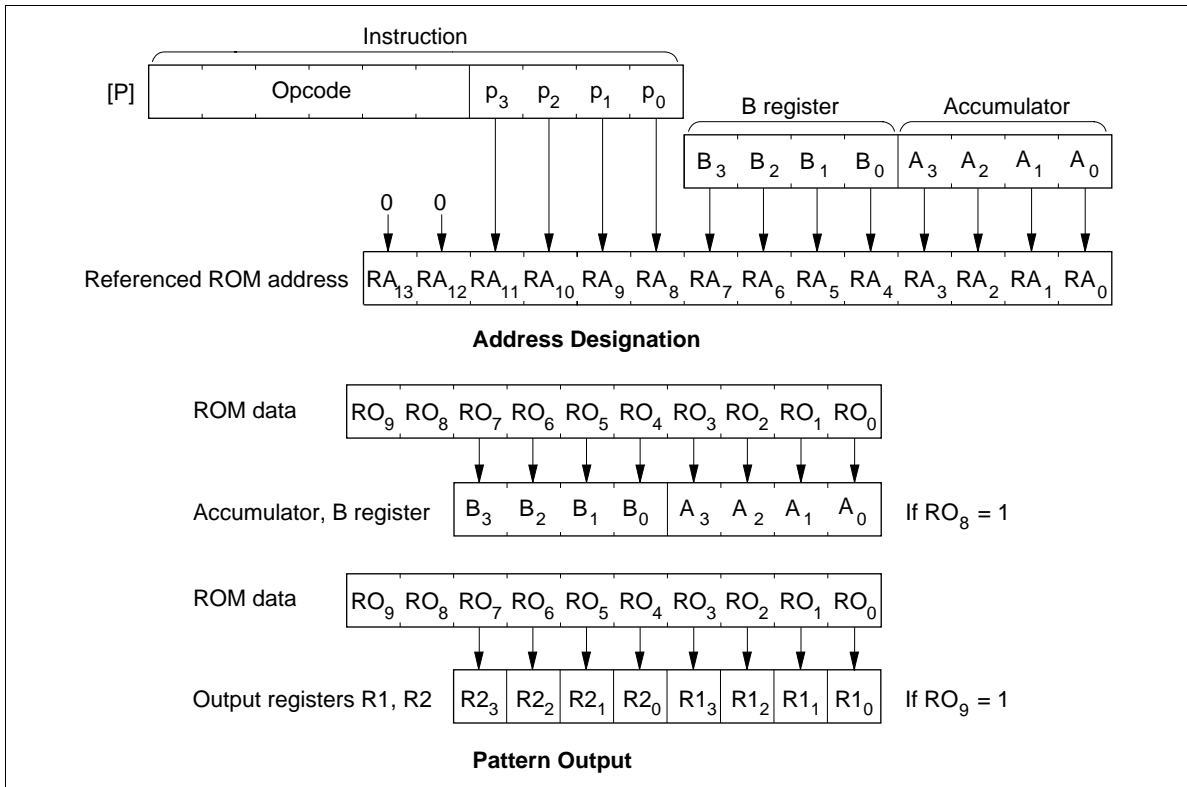 Instruction
[P] Opcode p3 p2 p1 p0
B register Accumulator
B3 B2 B1 B0 A3 A2 A1 A0
0 0
Referenced ROM address RA13 RA12 RA11 RA10 RA9 RA8 RA7 RA6 RA5 RA4 RA3 RA2 RA1 RA0
Address Designation
ROM data RO9 RO8 RO7 RO6 RO5 RO4 RO3 RO2 RO1 RO0
Accumulator, B register B3 B2 B1 B0 A3 A2 A1 A0 If RO8 = 1
ROM data RO9 RO8 RO7 RO6 RO5 RO4 RO3 RO2 RO1 RO0
Output registers R1, R2 R23 R22 R21 R20 R13 R12 R11 R10 If RO9 = 1
Pattern Output